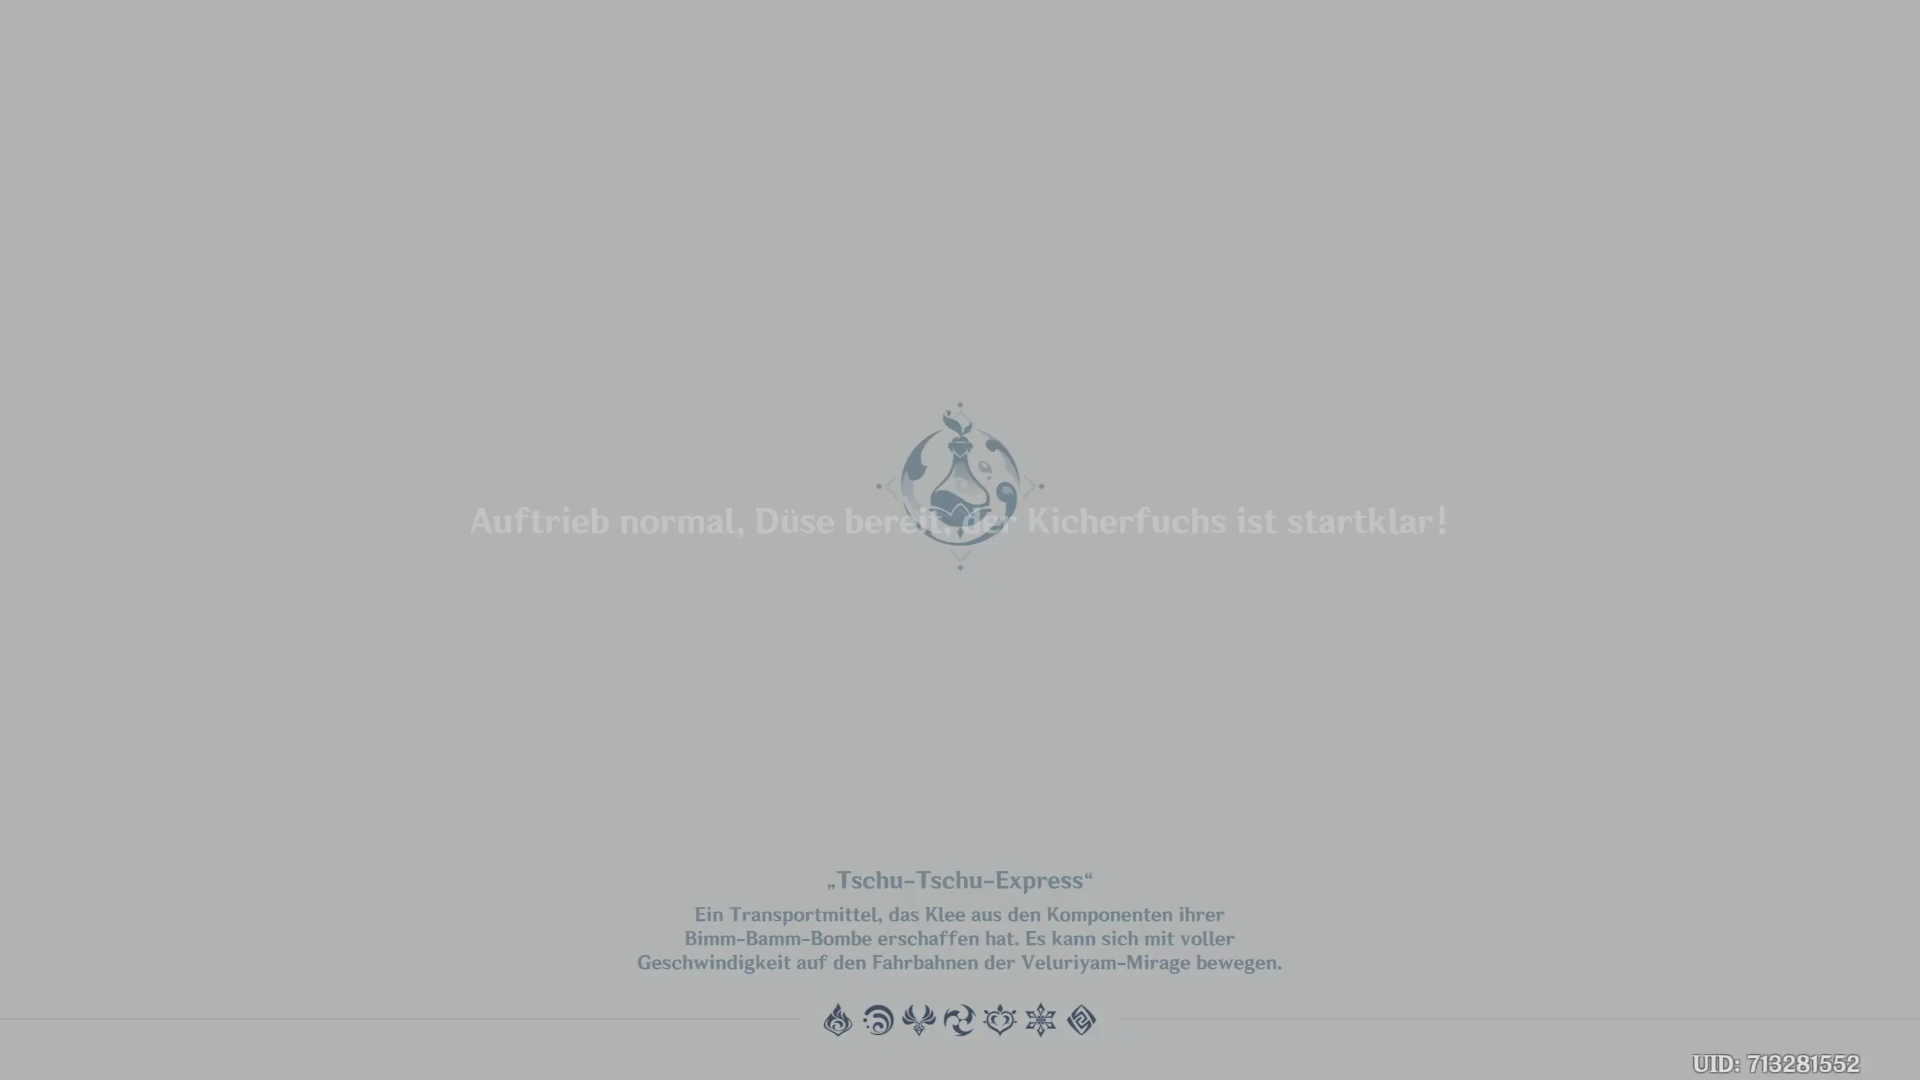 Auftrieb normal, Düse bereit, der Kicherfuchs ist startklar!
„Tschu-Tschu-Express“
Ein Transportmittel, das Klee aus den Komponenten ihrer
Bimm-Bamm-Bombe erschaffen hat. Es kann sich mit voller
Geschwindigkeit auf den Fahrbahnen der Veluriyam-Mirage bewegen.
UID: 713281552